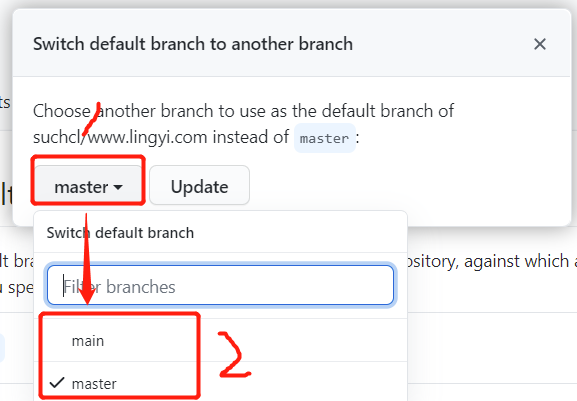 Switch default branch to another branch
ts
Choose another branch to use as the default branch of
suchcl/www.lingyi.com instead of master:
1
master
Update
Switch default branch
lt bra
ository, against which a
Filter branches
u spe
main
2
master